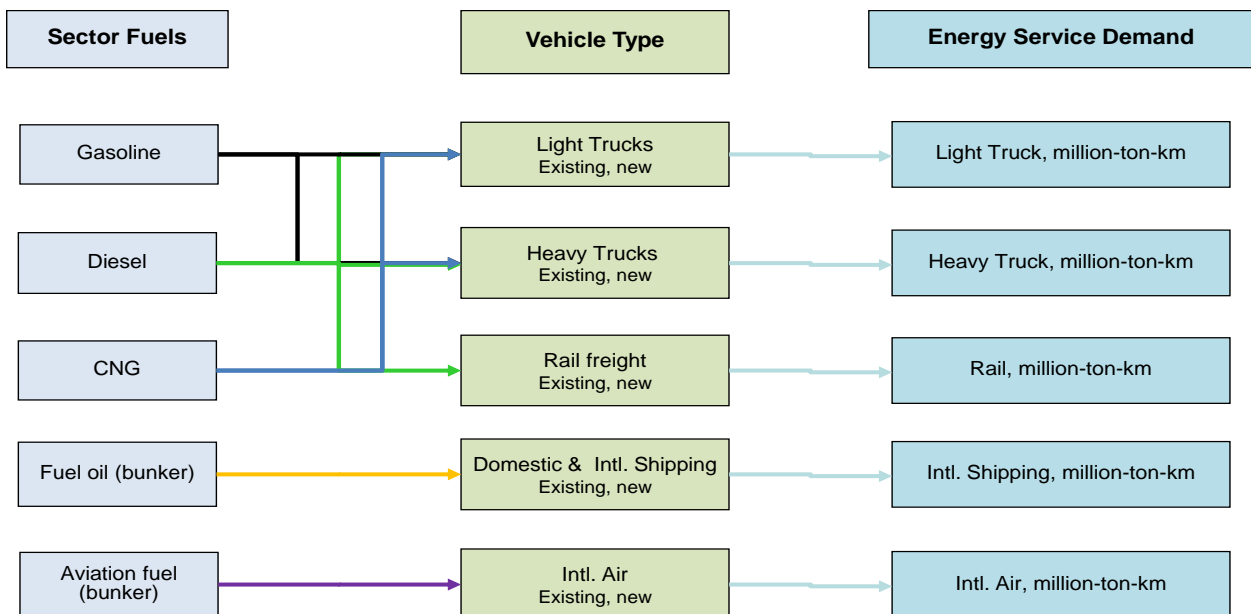 Sector Fuels
Vehicle Type
Energy Service Demand
Gasoline
Light Trucks
Existing, new
Light Truck, million-ton-km
Diesel
Heavy Trucks
Existing, new
Heavy Truck, million-ton-km
CNG
Rail freight
Existing, new
Rail, million-ton-km
Fuel oil (bunker)
Domestic & Intl. Shipping
Existing, new
Intl. Shipping, million-ton-km
Aviation fuel
(bunker)
Intl. Air
Existing, new
Intl. Air, million-ton-km